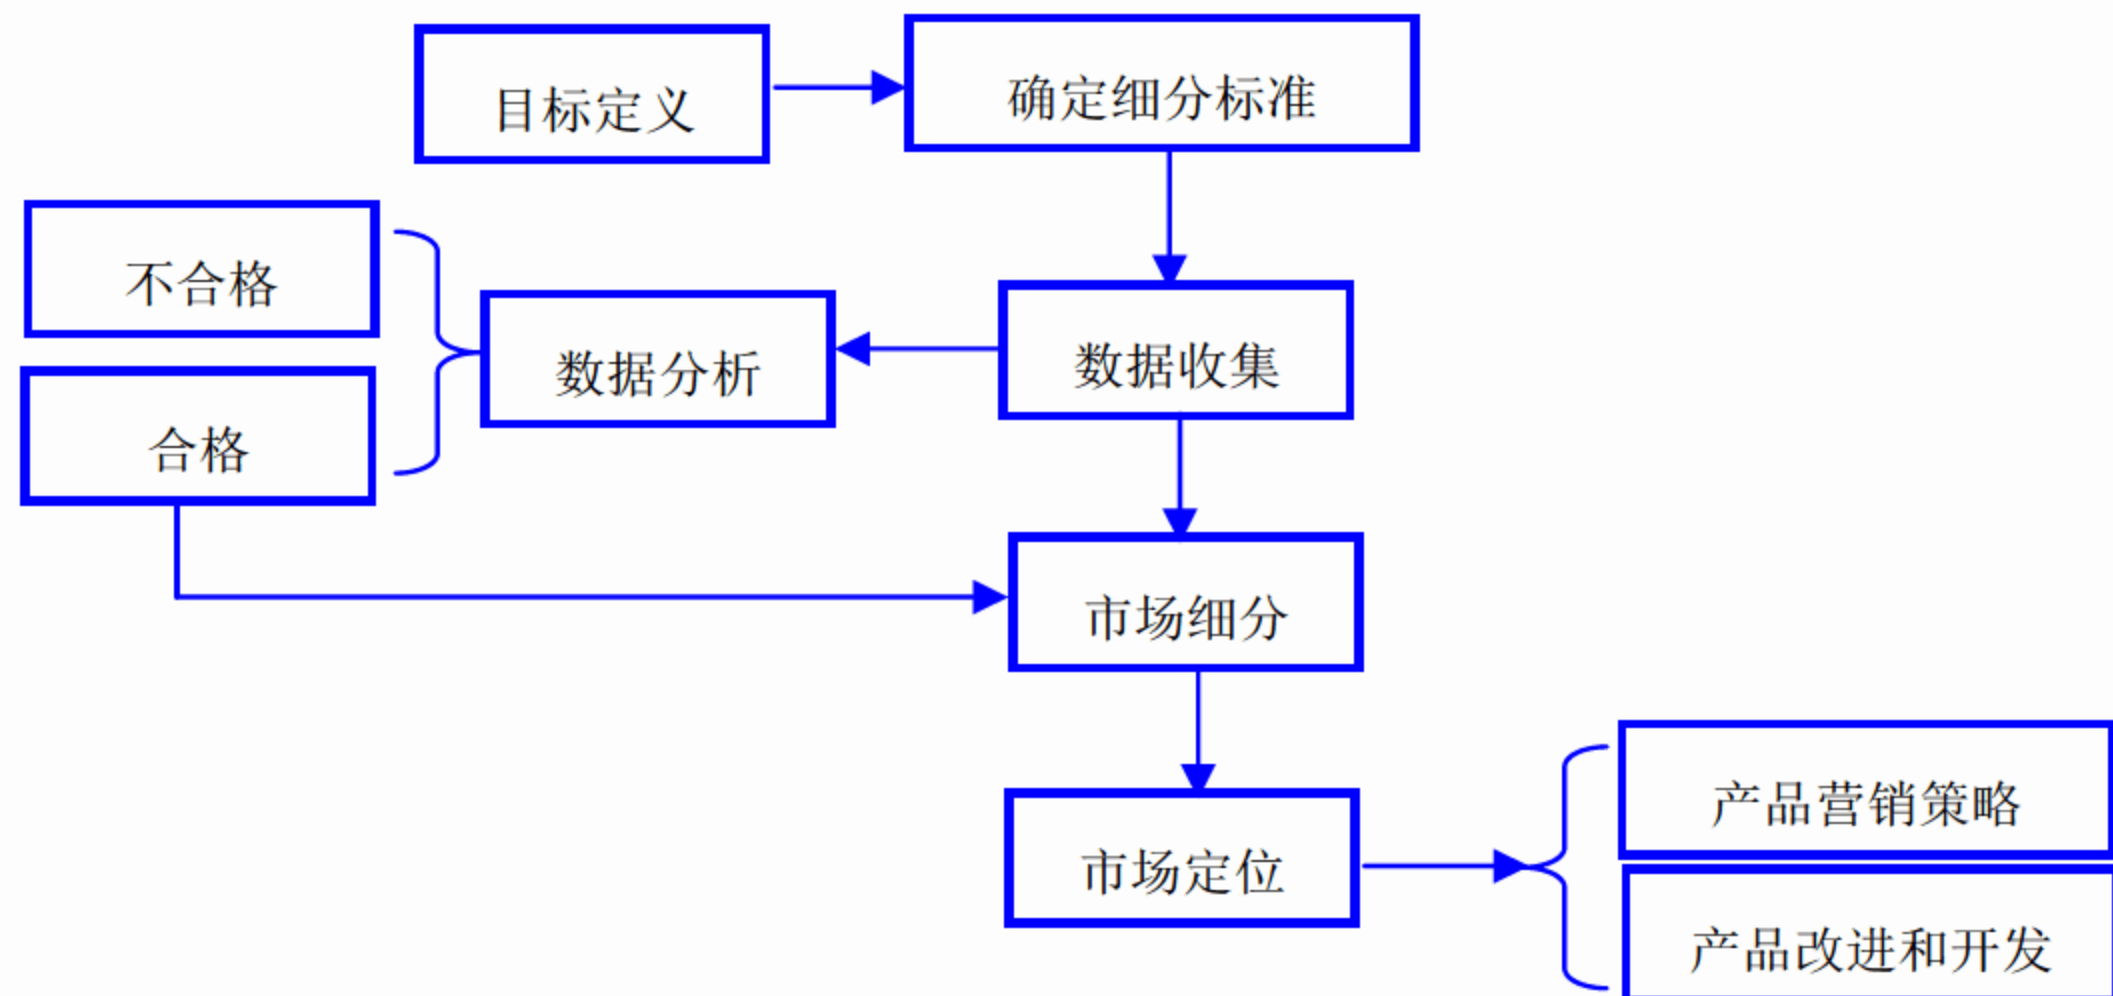 目标定义
确定细分标准
不合格
数据分析
数据收集
合格
市场细分
市场定位
产品营销策略
产品改进和开发